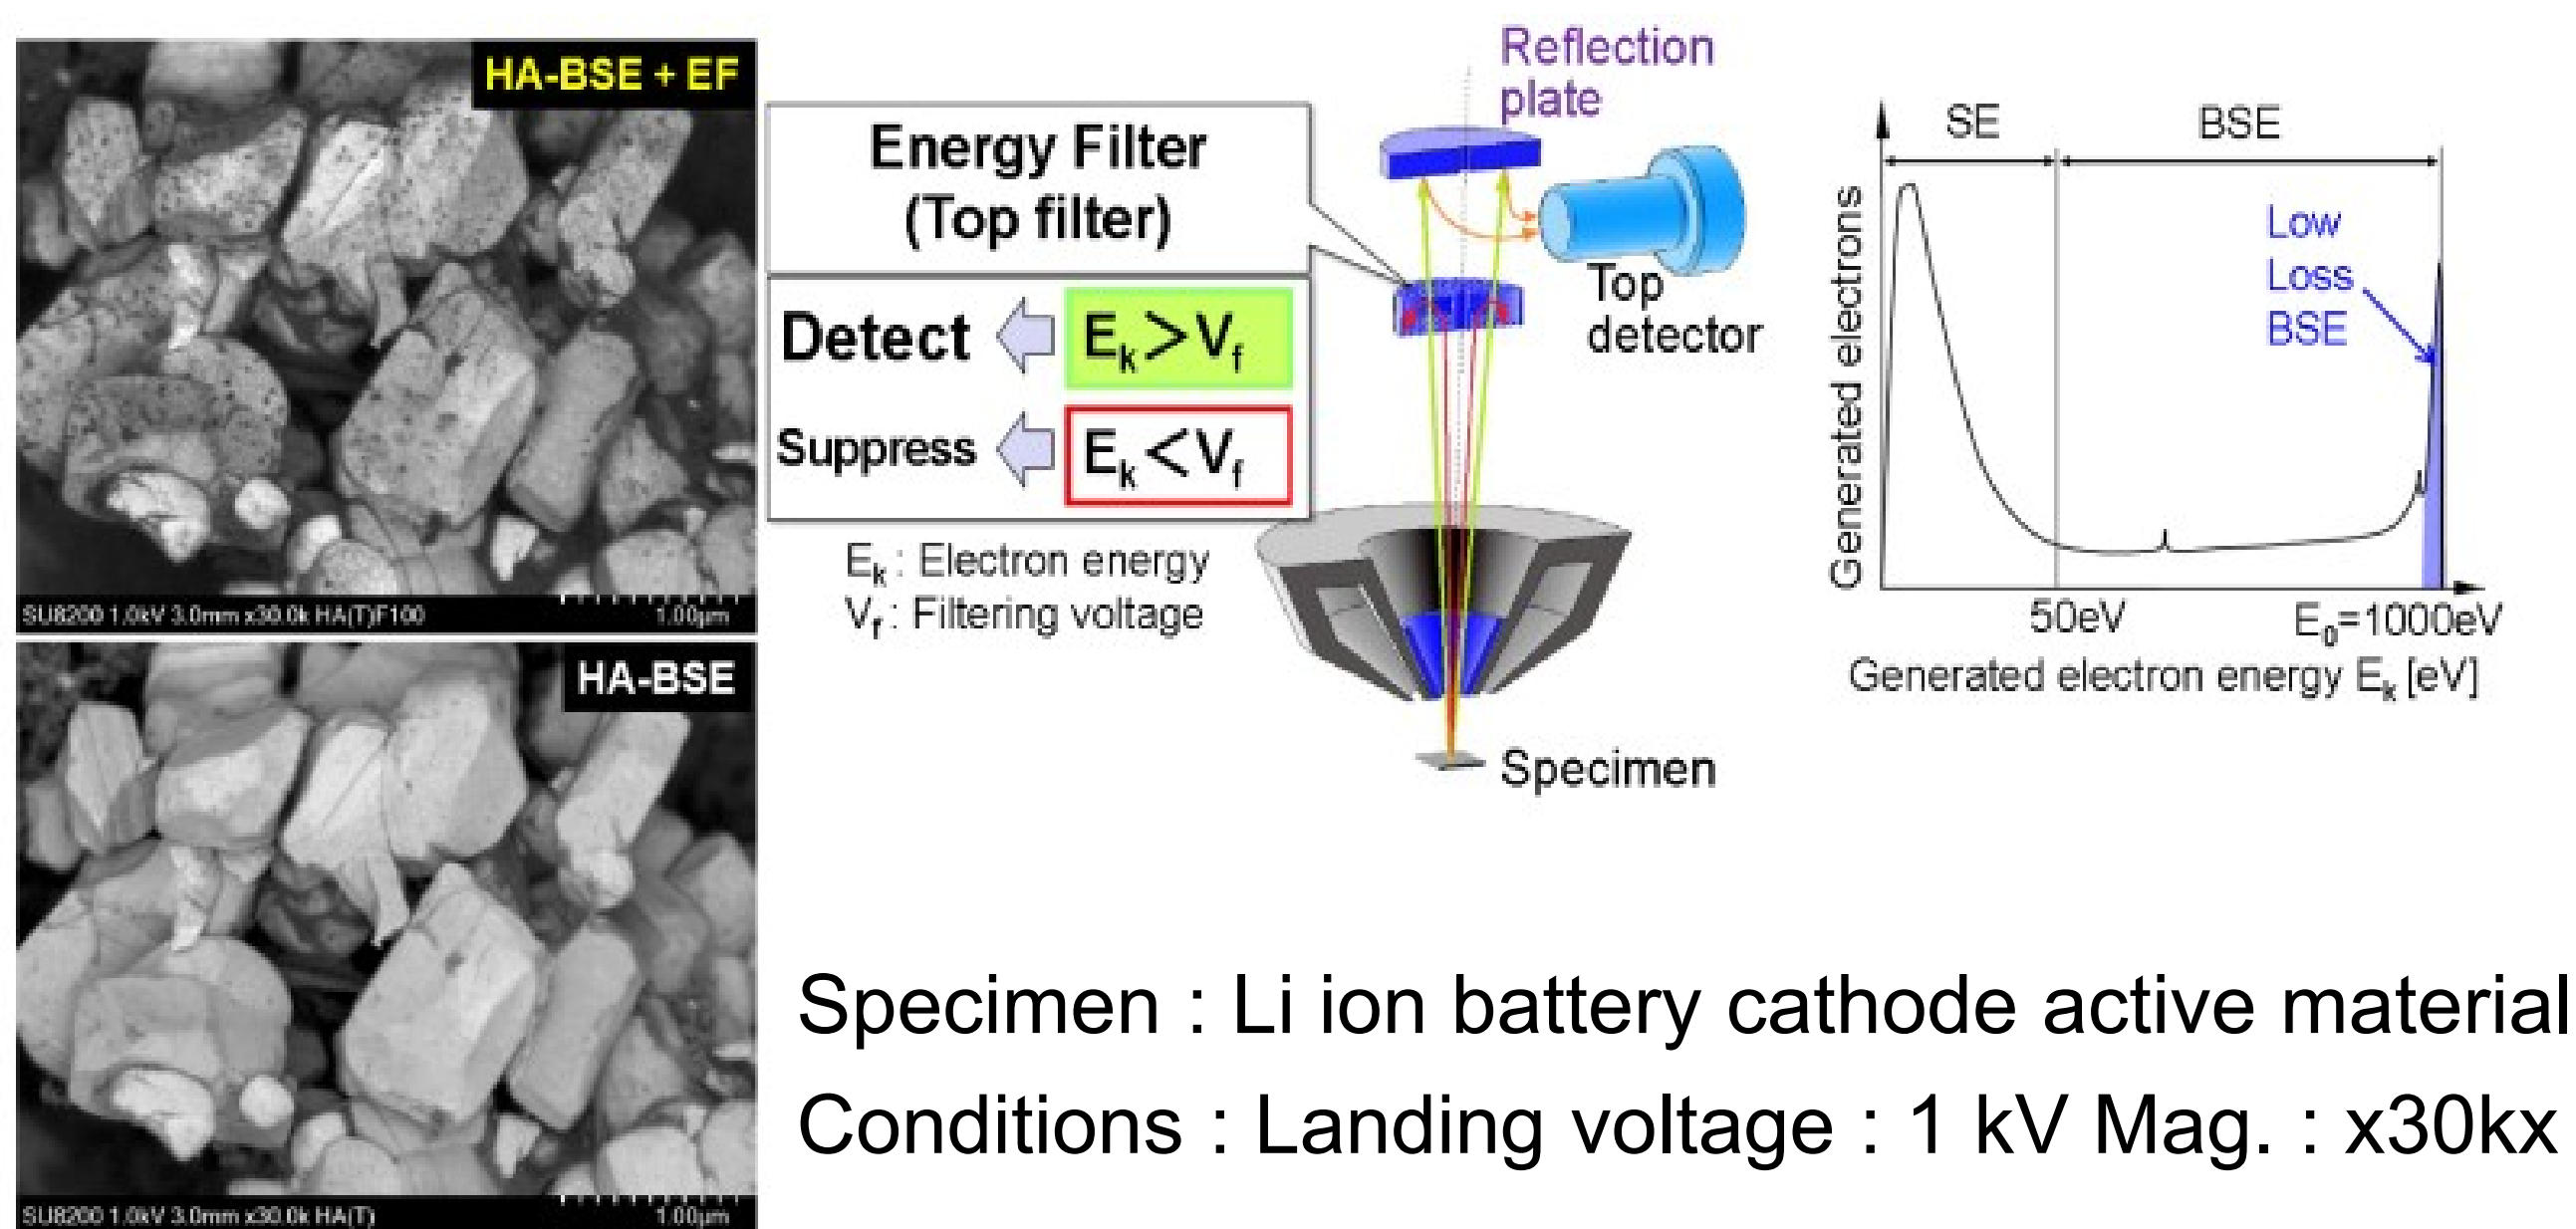 HA-BSE + EF
SU8200 1.0kV 3.0mm x30.0k HA(T)F100
1.00μm
HA-BSE
SU8200 1.0kV 3.0mm x30.0k HA(T)
1.00μm
Energy Filter
(Top filter)
Detect
Eₖ>V_f
Suppress
Eₖ<V_f
Eₖ : Electron energy
V_f : Filtering voltage
Reflection
plate
Top
detector
Specimen
SE
BSE
Low
Loss
BSE
Generated electrons
50eV
E₀=1000eV
Generated electron energy Eₖ [eV]
Specimen : Li ion battery cathode active material
Conditions : Landing voltage : 1 kV Mag. : x30kx